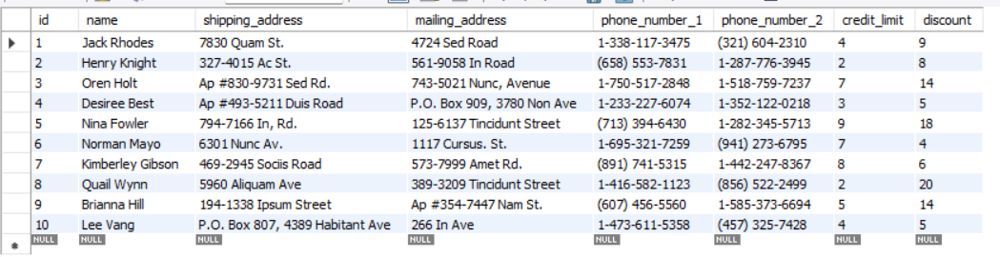 id name shipping_address mailing_address phone_number_1 phone_number_2 credit_limit discount
1 Jack Rhodes 7830 Quam St. 4724 Sed Road 1-338-117-3475 (321) 604-2310 4 9
2 Henry Knight 327-4015 Ac St. 561-9058 In Road (658) 553-7831 1-287-776-3945 2 8
3 Oren Holt Ap #830-9731 Sed Rd. 743-5021 Nunc, Avenue 1-750-517-2848 1-518-759-7237 7 14
4 Desiree Best Ap #493-5211 Duis Road P.O. Box 909, 3780 Non Ave 1-233-227-6074 1-352-122-0218 3 5
5 Nina Fowler 794-7166 In, Rd. 125-6137 Tincidunt Street (713) 394-6430 1-282-345-5713 9 18
6 Norman Mayo 6301 Nunc Av. 1117 Cursus. St. 1-695-321-7259 (941) 273-6795 7 4
7 Kimberley Gibson 469-2945 Sociis Road 573-7999 Amet Rd. (891) 741-5315 1-442-247-8367 8 6
8 Quail Wynn 5960 Aliquam Ave 389-3209 Tincidunt Street 1-416-582-1123 (856) 522-2499 2 20
9 Brianna Hill 194-1338 Ipsum Street Ap #354-7447 Nam St. (607) 456-5560 1-585-373-6694 5 14
10 Lee Vang P.O. Box 807, 4389 Habitant Ave 266 In Ave 1-473-611-5358 (457) 325-7428 4 5
NULL NULL NULL NULL NULL NULL NULL NULL